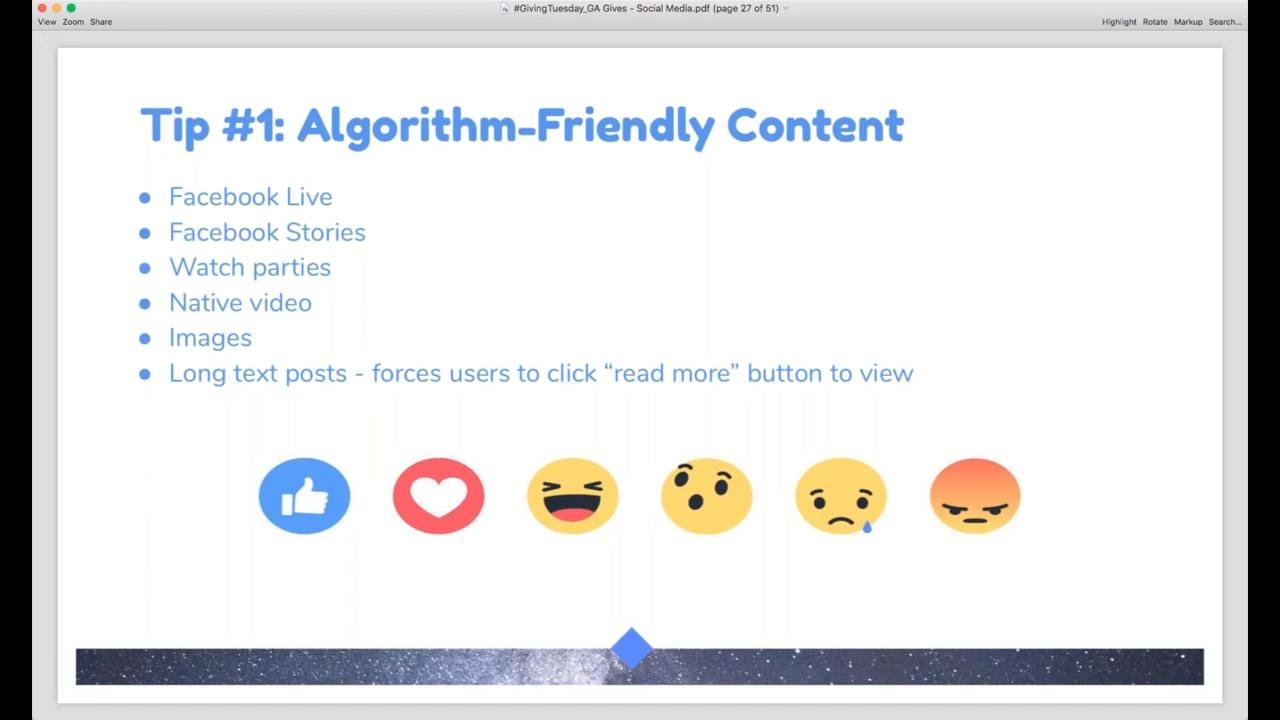 #GivingTuesday_GA Gives - Social Media.pdf (page 27 of 51)
View Zoom Share
Highlight Rotate Markup Search...
Tip #1: Algorithm-Friendly Content
● Facebook Live
● Facebook Stories
● Watch parties
● Native video
● Images
● Long text posts - forces users to click “read more” button to view